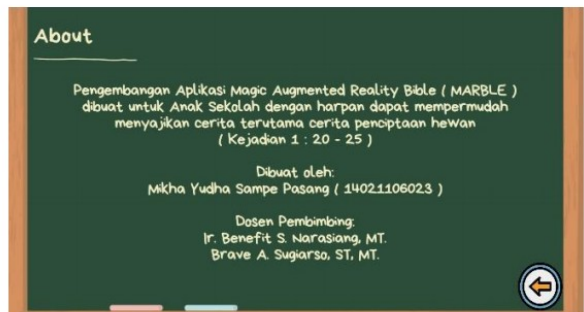 About
Pengembangan Aplikasi Magic Augmented Reality Bible ( MARBLE )
dibuat untuk Anak Sekolah dengan harpan dapat mempermudah
menyajikan cerita terutama cerita penciptaan hewan
( Kejadian 1 : 20 - 25 )
Dibuat oleh:
Mikha Yudha Sampe Pasang ( 14021106023 )
Dosen Pembimbing:
Ir. Benefit S. Narasiang, MT.
Brave A. Sugiarso, ST, MT.